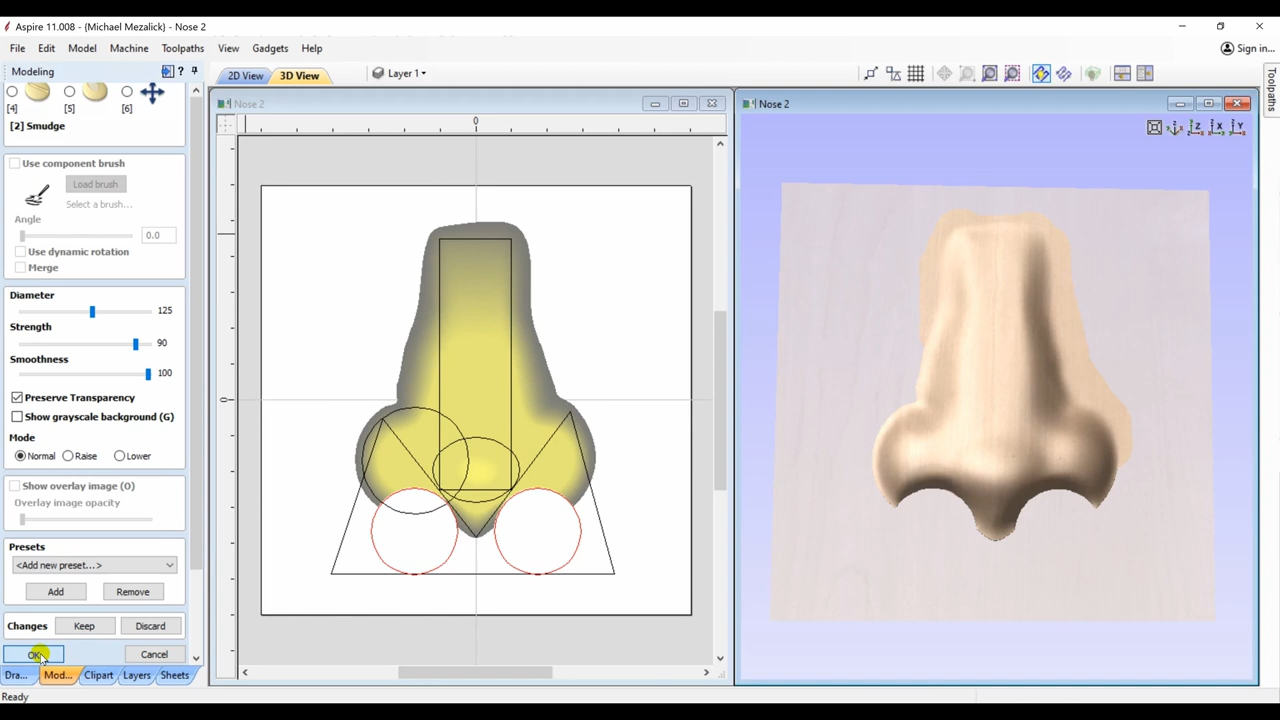 Aspire 11.008 - {Michael Mezalick} - Nose 2
File Edit Model Machine Toolpaths View Gadgets Help
Sign in...
Modeling
2D View 3D View Layer 1
Toolpaths
[4] [5] [6]
[2] Smudge
Use component brush
Load brush
Select a brush...
Angle
0.0
Use dynamic rotation
Merge
Diameter
125
Strength
90
Smoothness
100
Preserve Transparency
Show grayscale background (G)
Mode
Normal Raise Lower
Show overlay image (O)
Overlay image opacity
Presets
<Add new preset...>
Add Remove
Changes Keep Discard
OK Cancel
Dra... Mod... Clipart Layers Sheets
Ready
Nose 2
0
0
Nose 2
Z X Y